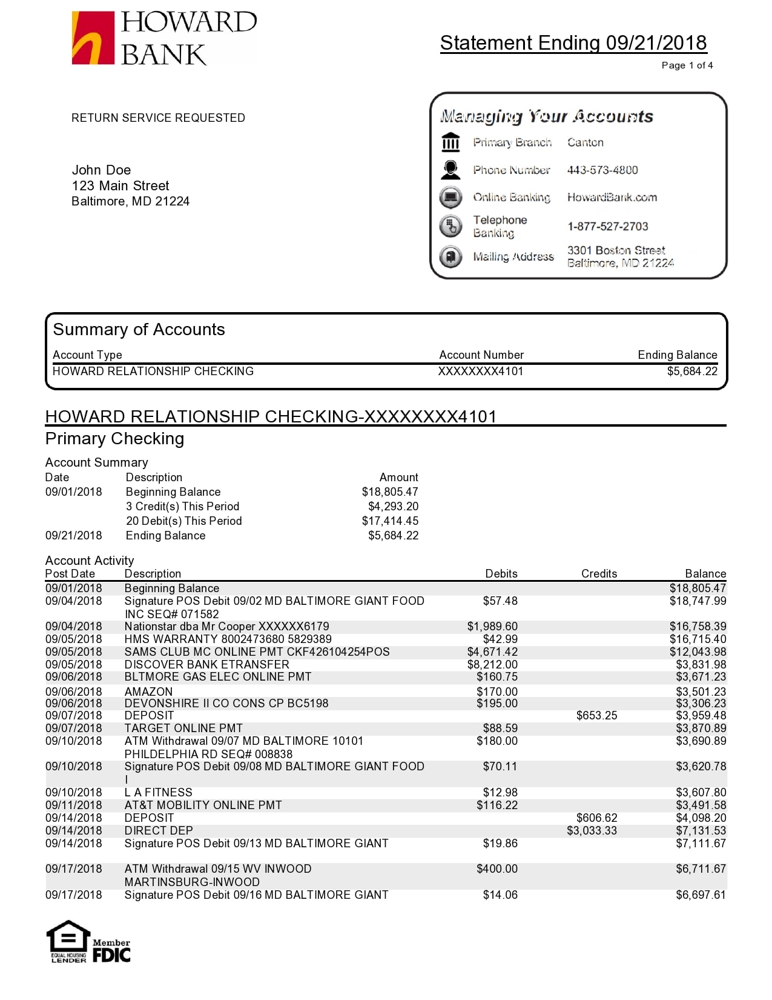 HOWARD
BANK
Statement Ending 09/21/2018
Page 1 of 4
RETURN SERVICE REQUESTED
John Doe
123 Main Street
Baltimore, MD 21224
Managing Your Accounts
Primary Branch Canton
Phone Number 443-573-4800
Online Banking HowardBank.com
Telephone
Banking 1-877-527-2703
Mailing Address 3301 Boston Street
Baltimore, MD 21224
Summary of Accounts
Account Type Account Number Ending Balance
HOWARD RELATIONSHIP CHECKING XXXXXXXX4101 $5,684.22
HOWARD RELATIONSHIP CHECKING-XXXXXXXX4101
Primary Checking
Account Summary
Date Description Amount
09/01/2018 Beginning Balance $18,805.47
3 Credit(s) This Period $4,293.20
20 Debit(s) This Period $17,414.45
09/21/2018 Ending Balance $5,684.22
Account Activity
Post Date Description Debits Credits Balance
09/01/2018 Beginning Balance $18,805.47
09/04/2018 Signature POS Debit 09/02 MD BALTIMORE GIANT FOOD $57.48 $18,747.99
INC SEQ# 071582
09/04/2018 Nationstar dba Mr Cooper XXXXXX6179 $1,989.60 $16,758.39
09/05/2018 HMS WARRANTY 8002473680 5829389 $42.99 $16,715.40
09/05/2018 SAMS CLUB MC ONLINE PMT CKF426104254POS $4,671.42 $12,043.98
09/05/2018 DISCOVER BANK ETRANSFER $8,212.00 $3,831.98
09/06/2018 BLTMORE GAS ELEC ONLINE PMT $160.75 $3,671.23
09/06/2018 AMAZON $170.00 $3,501.23
09/06/2018 DEVONSHIRE II CO CONS CP BC5198 $195.00 $3,306.23
09/07/2018 DEPOSIT $653.25 $3,959.48
09/07/2018 TARGET ONLINE PMT $88.59 $3,870.89
09/10/2018 ATM Withdrawal 09/07 MD BALTIMORE 10101 $180.00 $3,690.89
PHILDELPHIA RD SEQ# 008838
09/10/2018 Signature POS Debit 09/08 MD BALTIMORE GIANT FOOD $70.11 $3,620.78
I
09/10/2018 L A FITNESS $12.98 $3,607.80
09/11/2018 AT&T MOBILITY ONLINE PMT $116.22 $3,491.58
09/14/2018 DEPOSIT $606.62 $4,098.20
09/14/2018 DIRECT DEP $3,033.33 $7,131.53
09/14/2018 Signature POS Debit 09/13 MD BALTIMORE GIANT $19.86 $7,111.67
09/17/2018 ATM Withdrawal 09/15 WV INWOOD $400.00 $6,711.67
MARTINSBURG-INWOOD
09/17/2018 Signature POS Debit 09/16 MD BALTIMORE GIANT $14.06 $6,697.61
EQUAL HOUSING
LENDER
Member
FDIC